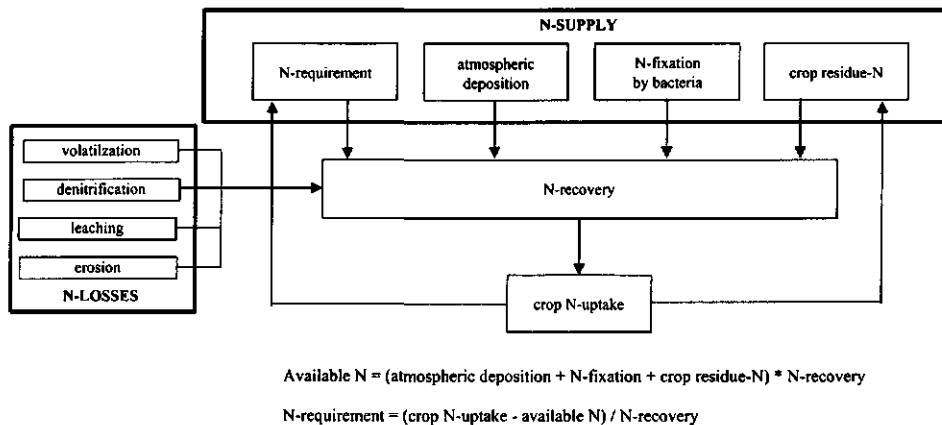 N-SUPPLY
N-requirement
atmospheric
deposition
N-fixation
by bacteria
crop residue-N
volatilzation
denitrification
leaching
erosion
N-LOSSES
N-recovery
crop N-uptake
Available N = (atmospheric deposition + N-fixation + crop residue-N) * N-recovery
N-requirement = (crop N-uptake - available N) / N-recovery